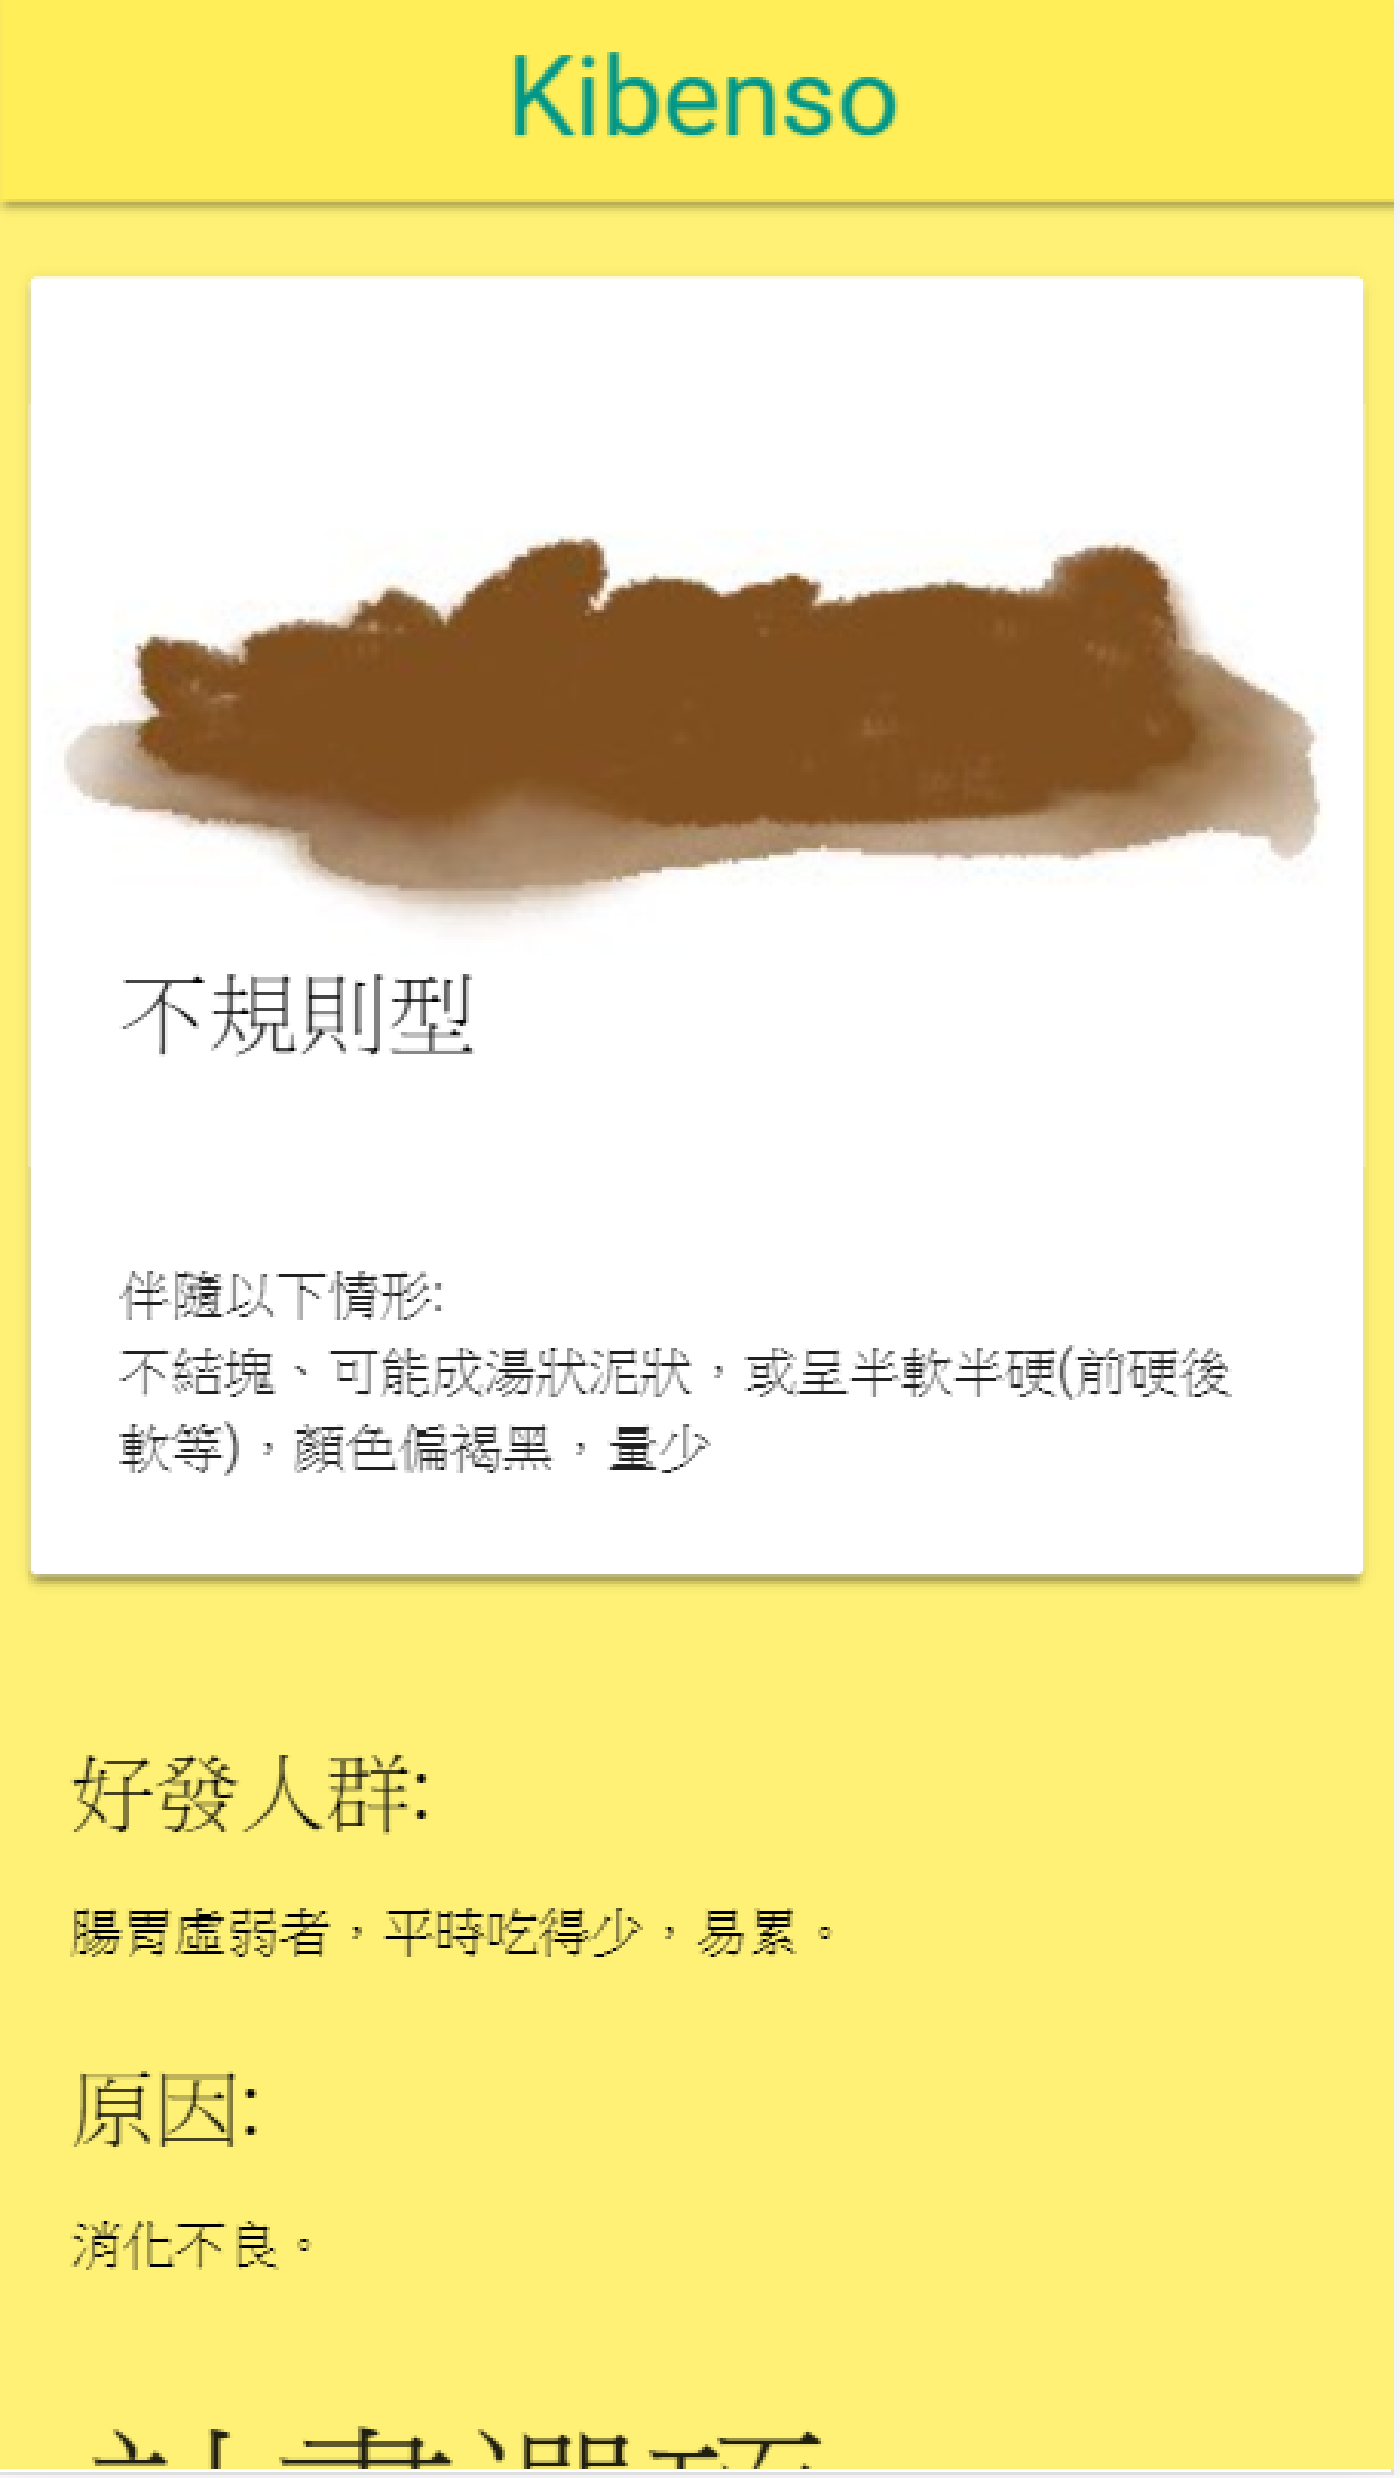 Kibenso
不規則型
伴隨以下情形:
不結塊、可能成湯狀泥狀，或呈半軟半硬(前硬後
軟等)，顏色偏褐黑，量少
好發人群:
腸胃虛弱者，平時吃得少，易累。
原因:
消化不良。